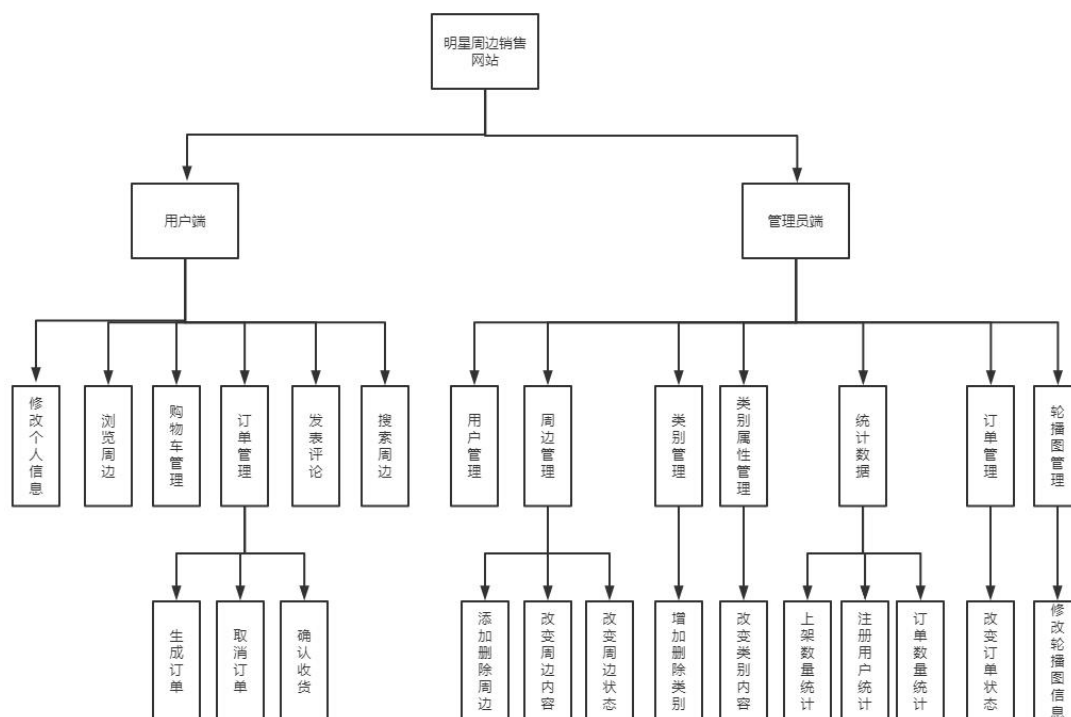 明星周边销售
网站
用户端
管理员端
修改个人信息
浏览周边
购物车管理
订单管理
发表评论
搜索周边
用户管理
周边管理
类别管理
类别属性管理
统计数据
订单管理
轮播图管理
生成订单
取消订单
确认收货
添加删除周边
改变周边内容
改变周边状态
增加删除类别
改变类别内容
上架数量统计
注册用户统计
订单数量统计
改变订单状态
修改轮播图信息